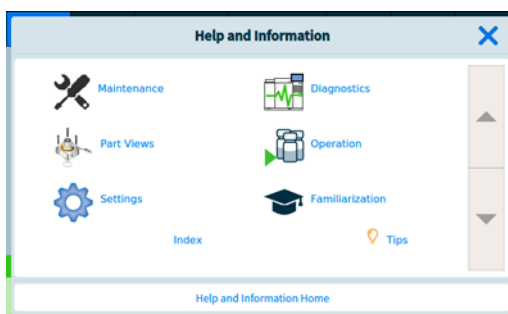 Help and Information
Maintenance
Diagnostics
Part Views
Operation
Settings
Familiarization
Index
Tips
Help and Information Home